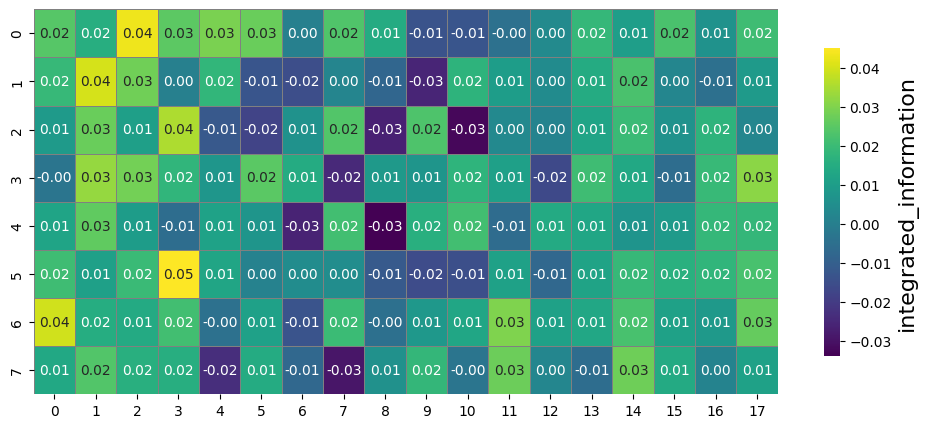 0 0.02 0.02 0.04 0.03 0.03 0.03 0.00 0.02 0.01 -0.01 -0.01 -0.00 0.00 0.02 0.01 0.02 0.01 0.02
1 0.02 0.04 0.03 0.00 0.02 -0.01 -0.02 0.00 -0.01 -0.03 0.02 0.01 0.00 0.01 0.02 0.00 -0.01 0.01
2 0.01 0.03 0.01 0.04 -0.01 -0.02 0.01 0.02 -0.03 0.02 -0.03 0.00 0.00 0.01 0.02 0.01 0.02 0.00
3 -0.00 0.03 0.03 0.02 0.01 0.02 0.01 -0.02 0.01 0.01 0.02 0.01 -0.02 0.02 0.01 -0.01 0.02 0.03
4 0.01 0.03 0.01 -0.01 0.01 0.01 -0.03 0.02 -0.03 0.02 0.02 -0.01 0.01 0.01 0.01 0.01 0.02 0.02
5 0.02 0.01 0.02 0.05 0.01 0.00 0.00 0.00 -0.01 -0.02 -0.01 0.01 -0.01 0.01 0.02 0.02 0.02 0.02
6 0.04 0.02 0.01 0.02 -0.00 0.01 -0.01 0.02 -0.00 0.01 0.01 0.03 0.01 0.01 0.02 0.01 0.01 0.03
7 0.01 0.02 0.02 0.02 -0.02 0.01 -0.01 -0.03 0.01 0.02 -0.00 0.03 0.00 -0.01 0.03 0.01 0.00 0.01
0 1 2 3 4 5 6 7 8 9 10 11 12 13 14 15 16 17
0.04
0.03
0.02
0.01
0.00
-0.01
-0.02
-0.03
integrated_information